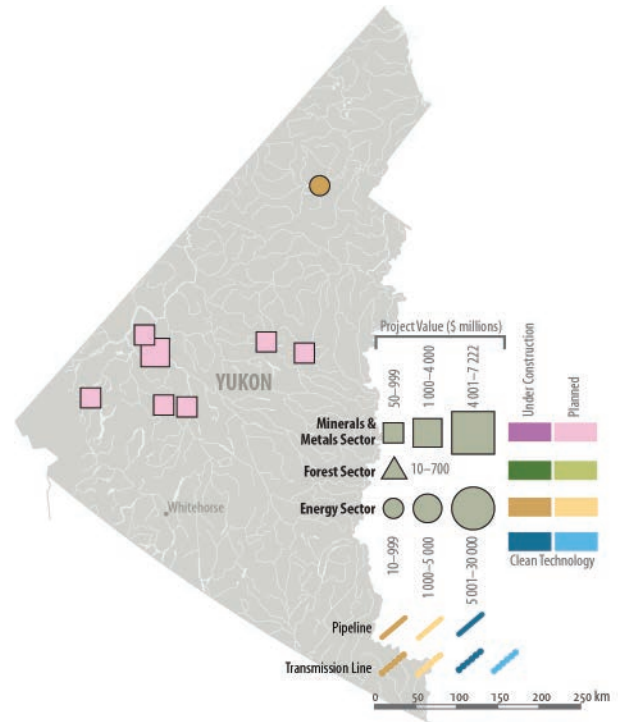 Project Value ($ millions)
50–999
1 000–4 000
4 001–7 222
Under Construction
Planned
YUKON
Minerals &
Metals Sector
Forest Sector
10–700
Energy Sector
Whitehorse
10–999
1 000–5 000
5 001–30 000
Clean Technology
Pipeline
Transmission Line
0 50 100 150 200 250 km